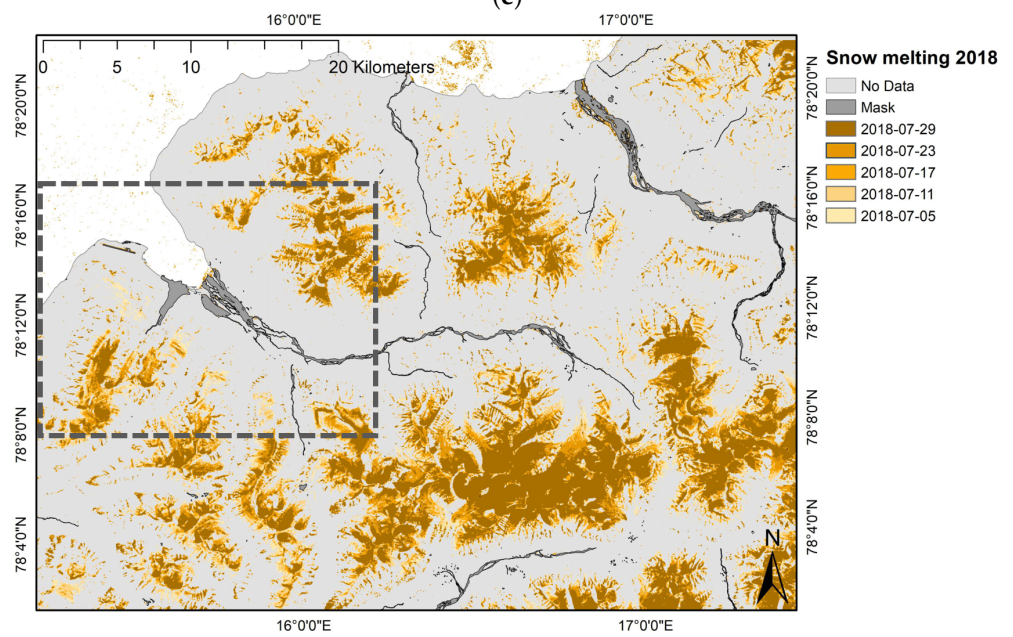 (c)
16°0'0"E 17°0'0"E
0 5 10 20 Kilometers
78°20'0"N
78°16'0"N
78°12'0"N
78°8'0"N
78°4'0"N
78°20'0"N
78°16'0"N
78°12'0"N
78°8'0"N
78°4'0"N
Snow melting 2018
No Data
Mask
2018-07-29
2018-07-23
2018-07-17
2018-07-11
2018-07-05
N
16°0'0"E 17°0'0"E